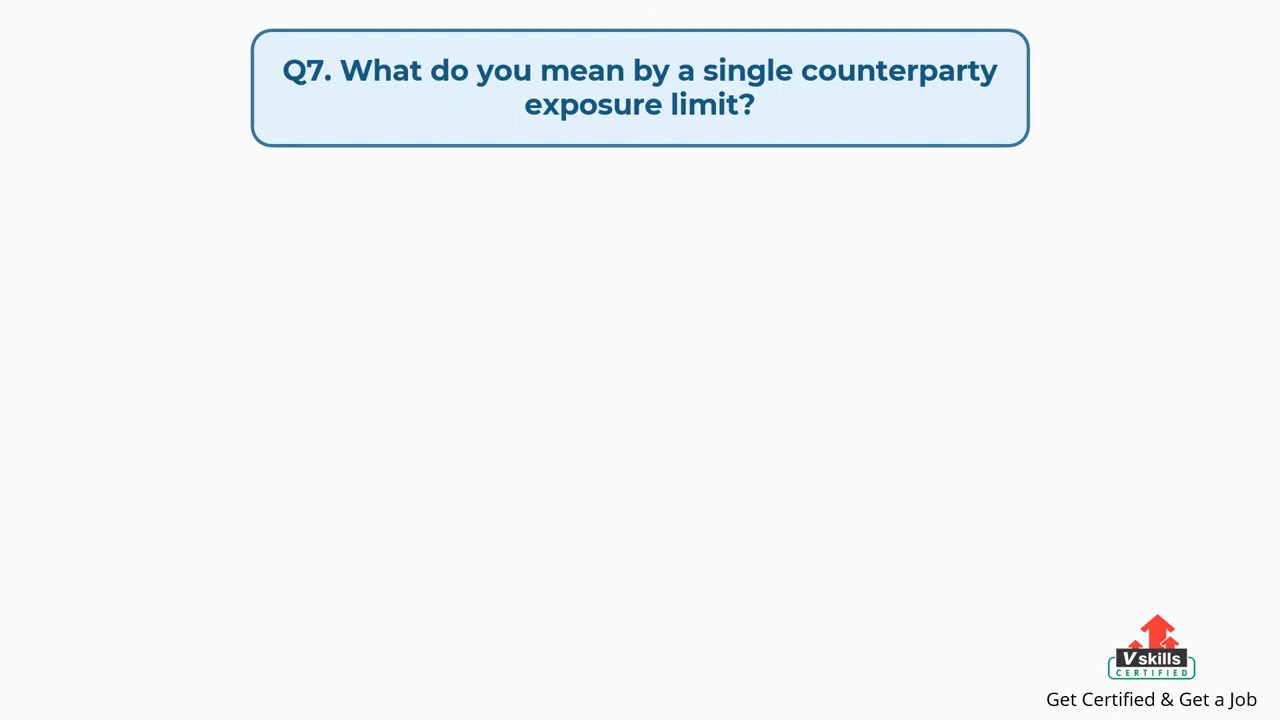 Q7. What do you mean by a single counterparty
exposure limit?
Vskills
CERTIFIED
Get Certified & Get a Job